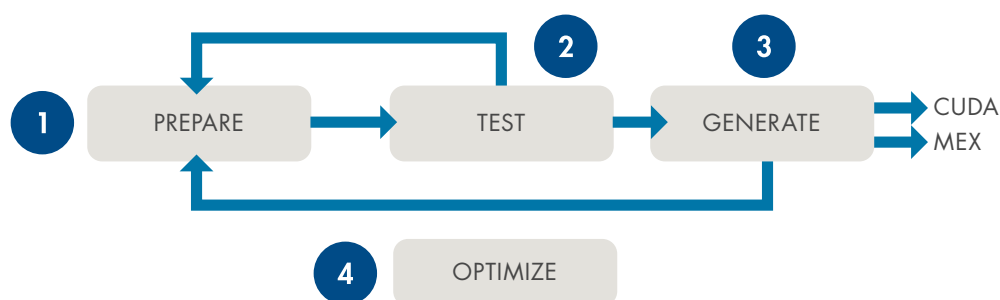 1
PREPARE
2
TEST
3
GENERATE
CUDA
MEX
4
OPTIMIZE